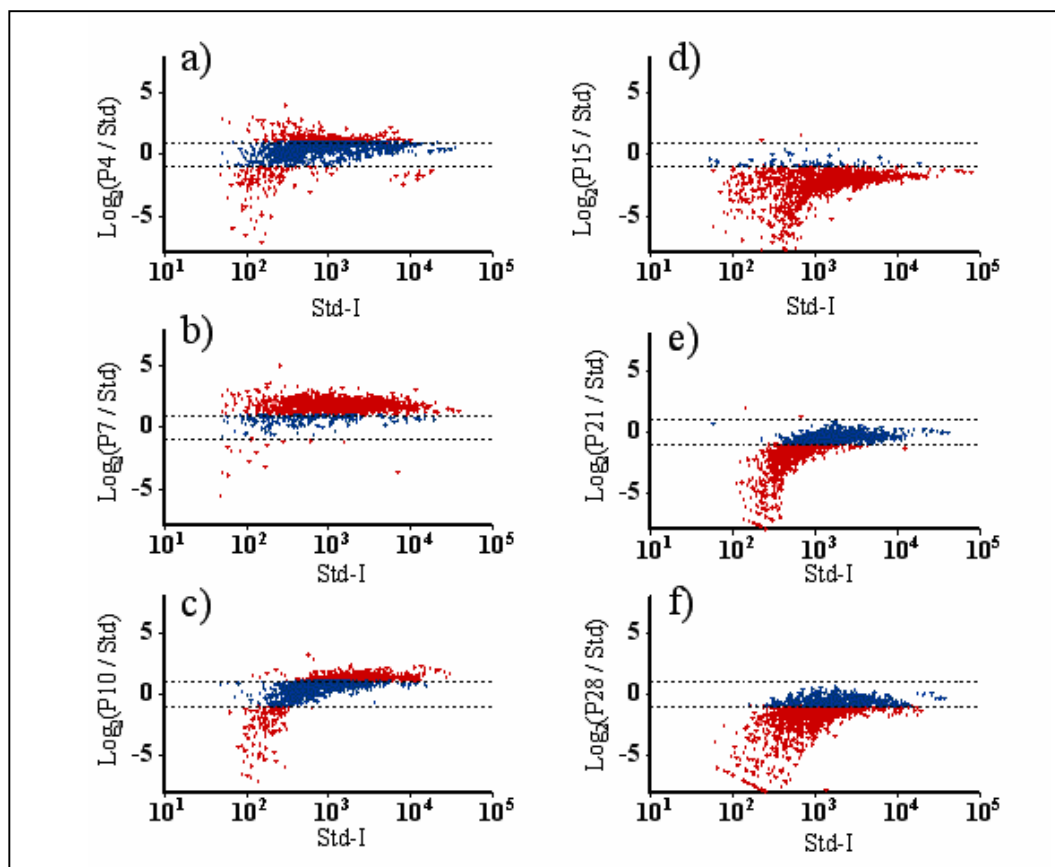 a)
5
0
-5
Log2(P4 / Std)
10^1 10^2 10^3 10^4 10^5
Std-I
b)
5
0
-5
Log2(P7 / Std)
10^1 10^2 10^3 10^4 10^5
Std-I
c)
5
0
-5
Log2(P10 / Std)
10^1 10^2 10^3 10^4 10^5
Std-I
d)
5
0
-5
Log2(P15 / Std)
10^1 10^2 10^3 10^4 10^5
Std-I
e)
5
0
-5
Log2(P21 / Std)
10^1 10^2 10^3 10^4 10^5
Std-I
f)
5
0
-5
Log2(P28 / Std)
10^1 10^2 10^3 10^4 10^5
Std-I